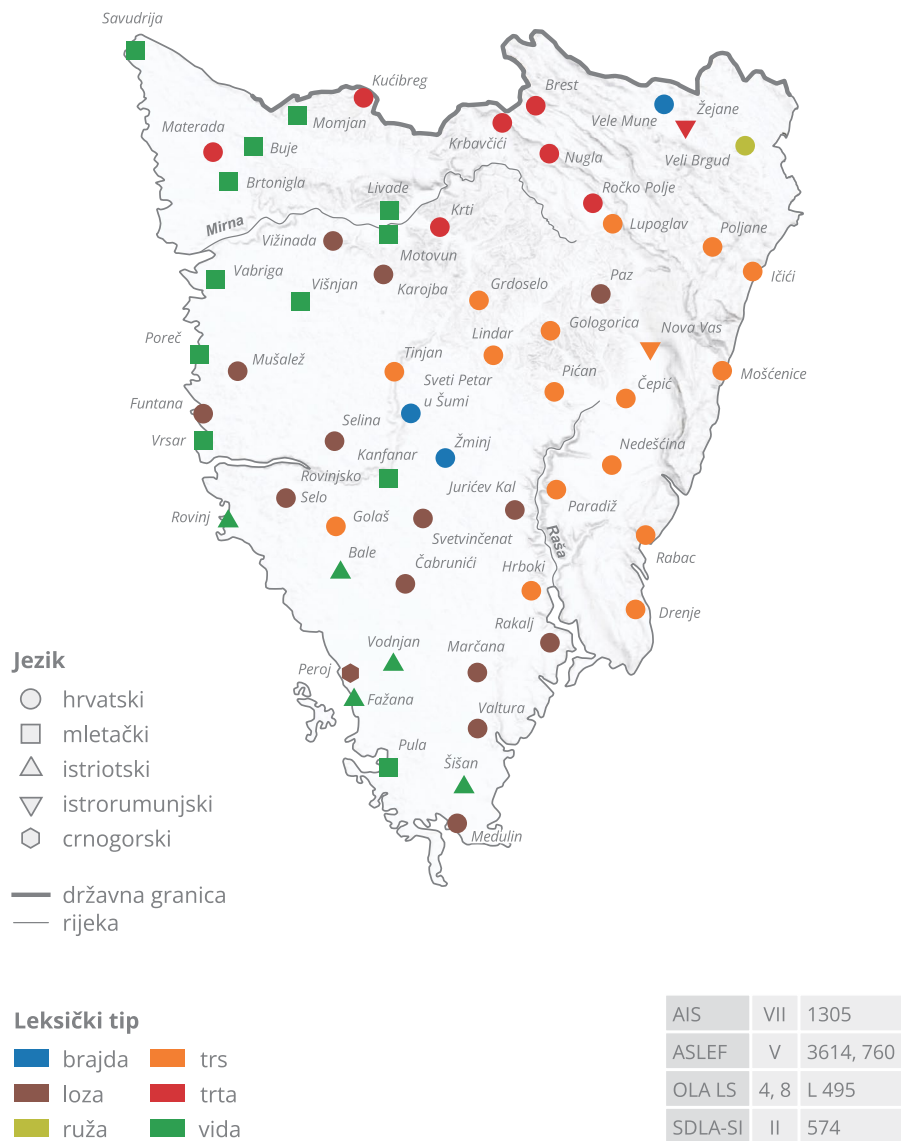 Savudrija
Kućibreg
Brest
Momjan
Vele Mune
Žejane
Materada
Krbavčići
Buje
Nugla
Veli Brgud
Brtonigla
Livade
Ročko Polje
Krti
Mirna
Lupoglav
Poljane
Vižinada
Motovun
Vabriga
Višnjan
Karojba
Grdoselo
Paz
Ičići
Gologorica
Nova Vas
Poreč
Lindar
Mušalež
Tinjan
Pićan
Čepić
Mošćenice
Sveti Petar
u Šumi
Funtana
Selina
Vrsar
Kanfanar
Žminj
Nedešćina
Rovinjsko
Selo
Jurićev Kal
Paradiž
Rovinj
Golaš
Svetvinčenat
Raša
Bale
Čabrunići
Hrboki
Rabac
Rakalj
Drenje
Vodnjan
Marčana
Peroj
Fažana
Valtura
Pula
Šišan
Medulin
Jezik
hrvatski
mletački
istriotski
istrorumunjski
crnogorski
državna granica
rijeka
Leksički tip
brajda trs
loza trta
ruža vida
AIS VII 1305
ASLEF V 3614, 760
OLA LS 4, 8 L 495
SDLA-SI II 574